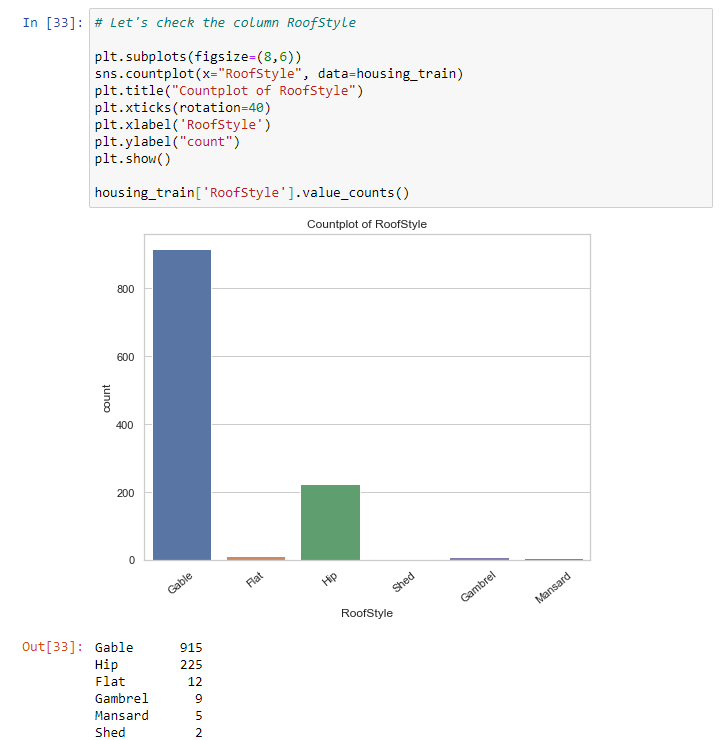 In [33]: # Let's check the column RoofStyle
plt.subplots(figsize=(8,6))
sns.countplot(x="RoofStyle", data=housing_train)
plt.title("Countplot of RoofStyle")
plt.xticks(rotation=40)
plt.xlabel('RoofStyle')
plt.ylabel("count")
plt.show()
housing_train['RoofStyle'].value_counts()
Countplot of RoofStyle
800
600
400
200
0
count
Gable Flat Hip Shed Gambrel Mansard
RoofStyle
Out[33]: Gable 915
Hip 225
Flat 12
Gambrel 9
Mansard 5
Shed 2